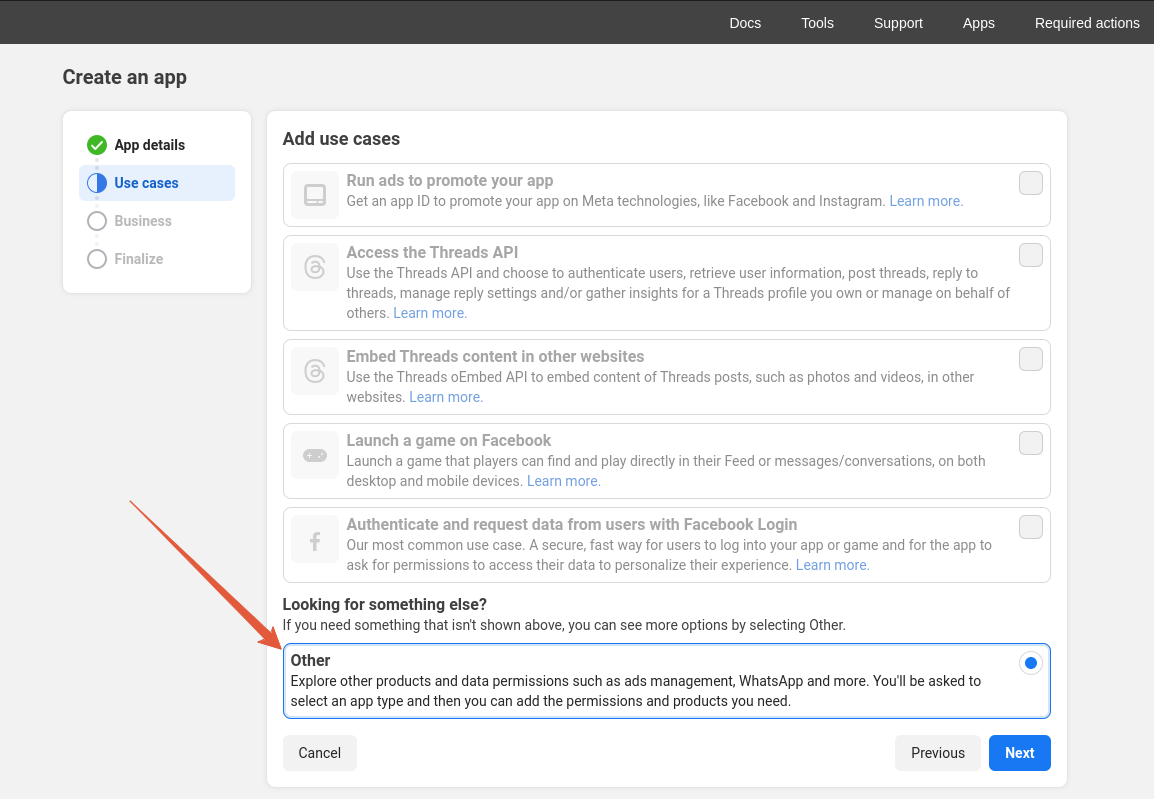 Docs Tools Support Apps Required actions
Create an app
App details
Use cases
Business
Finalize
Add use cases
Run ads to promote your app
Get an app ID to promote your app on Meta technologies, like Facebook and Instagram. Learn more.
Access the Threads API
Use the Threads API and choose to authenticate users, retrieve user information, post threads, reply to
threads, manage reply settings and/or gather insights for a Threads profile you own or manage on behalf of
others. Learn more.
Embed Threads content in other websites
Use the Threads oEmbed API to embed content of Threads posts, such as photos and videos, in other
websites. Learn more.
Launch a game on Facebook
Launch a game that players can find and play directly in their Feed or messages/conversations, on both
desktop and mobile devices. Learn more.
Authenticate and request data from users with Facebook Login
Our most common use case. A secure, fast way for users to log into your app or game and for the app to
ask for permissions to access their data to personalize their experience. Learn more.
Looking for something else?
If you need something that isn't shown above, you can see more options by selecting Other.
Other
Explore other products and data permissions such as ads management, WhatsApp and more. You'll be asked to
select an app type and then you can add the permissions and products you need.
Cancel Previous Next